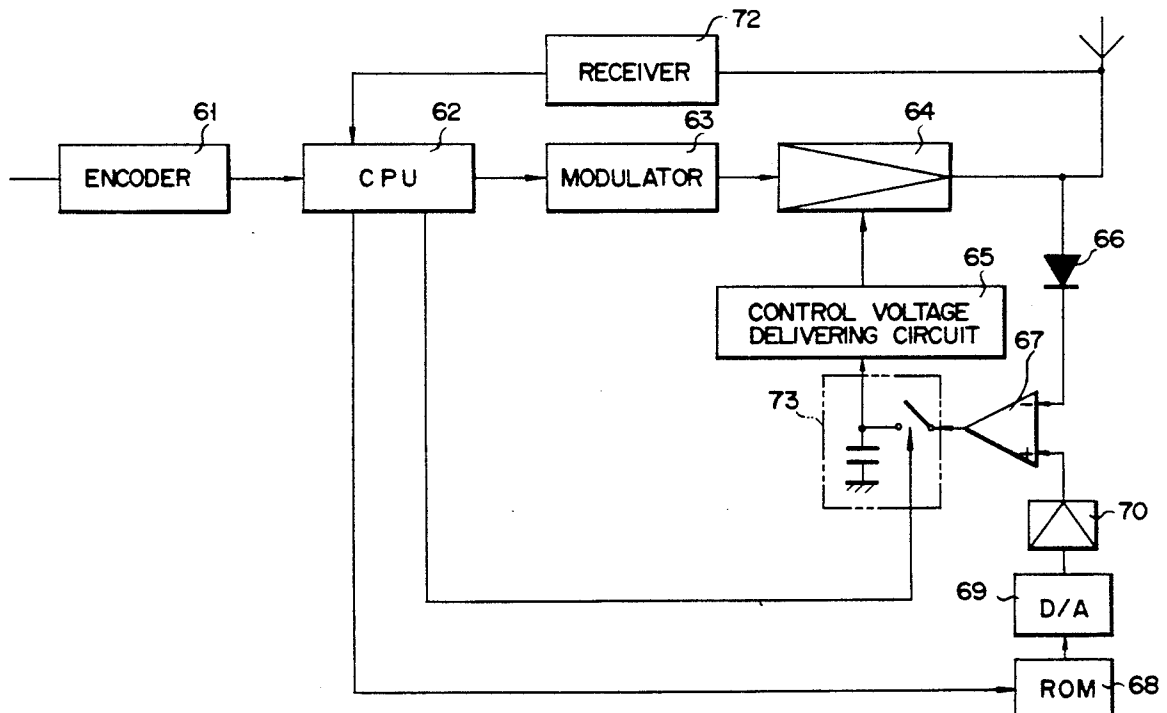 72
RECEIVER
61
ENCODER
62
CPU
63
MODULATOR
64
66
65
CONTROL VOLTAGE
DELIVERING CIRCUIT
67
73
−
+
70
69
D/A
ROM
68